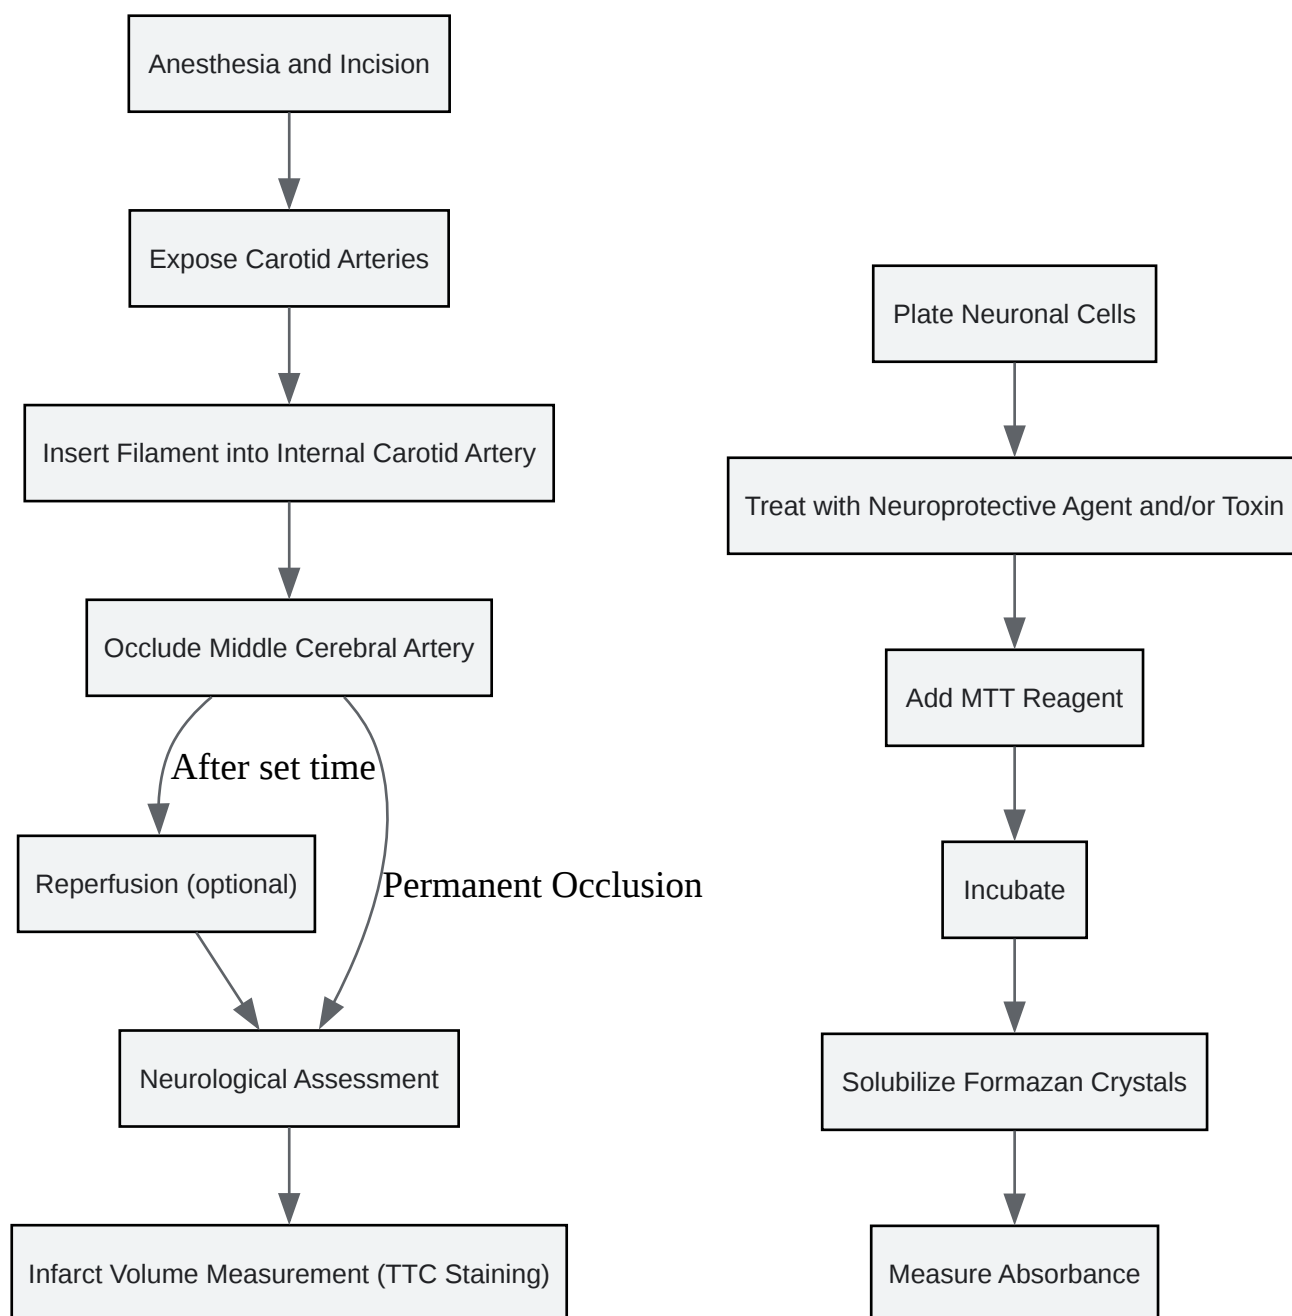 Anesthesia and Incision
Expose Carotid Arteries
Insert Filament into Internal Carotid Artery
Occlude Middle Cerebral Artery
After set time
Reperfusion (optional)
Permanent Occlusion
Neurological Assessment
Infarct Volume Measurement (TTC Staining)
Plate Neuronal Cells
Treat with Neuroprotective Agent and/or Toxin
Add MTT Reagent
Incubate
Solubilize Formazan Crystals
Measure Absorbance